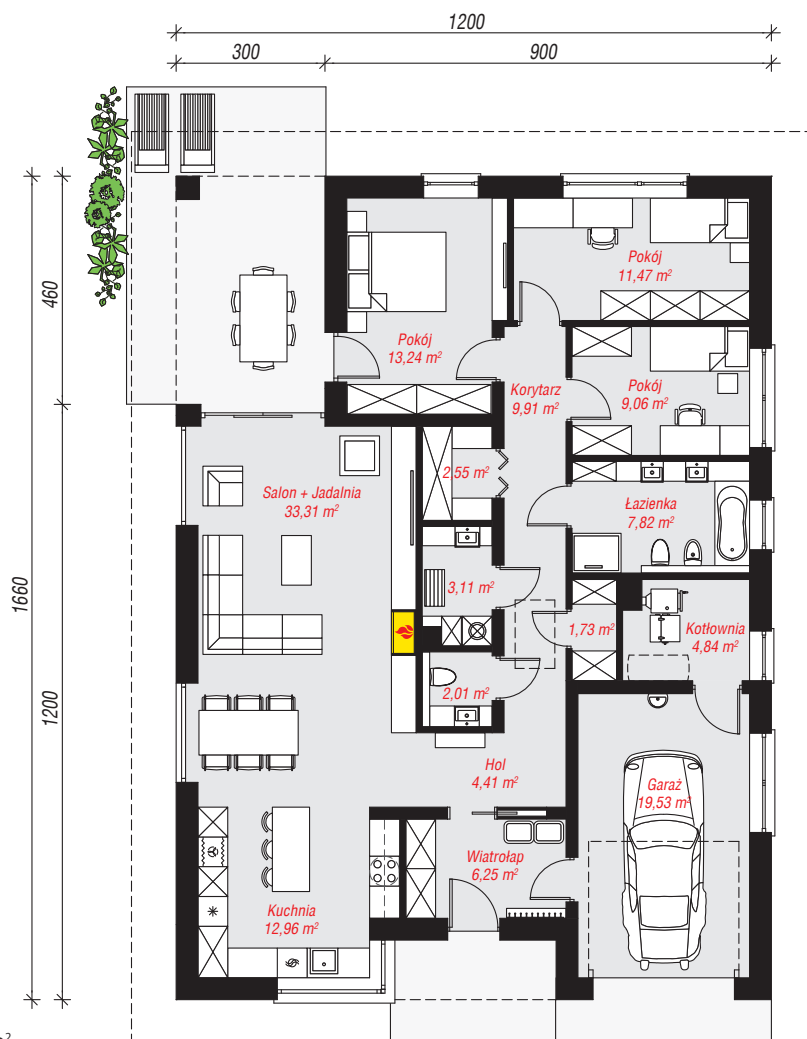 1200
300
900
460
1660
1200
Pokój
11,47 m²
Pokój
13,24 m²
Korytarz
9,91 m²
Pokój
9,06 m²
Salon + Jadalnia
33,31 m²
2,55 m²
Łazienka
7,82 m²
3,11 m²
1,73 m²
Kotłownia
4,84 m²
2,01 m²
Hol
4,41 m²
Garaż
19,53 m²
Wiatrołap
6,25 m²
Kuchnia
12,96 m²